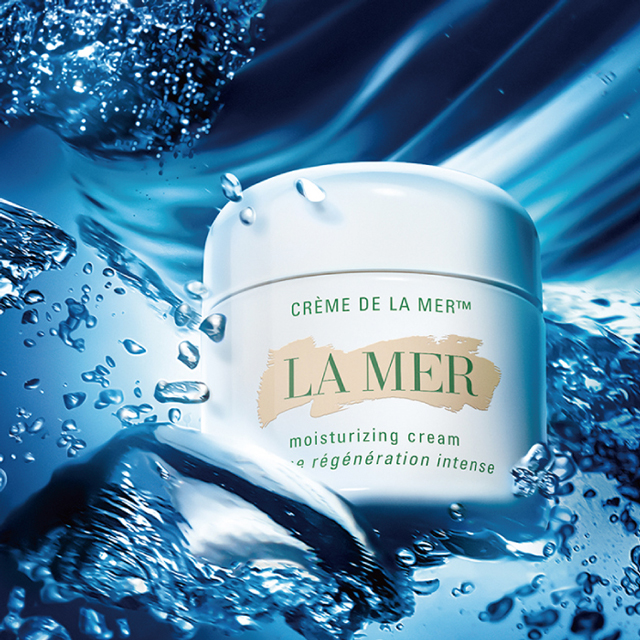 CRÈME DE LA MER™
LA MER
moisturizing cream
régénération intense